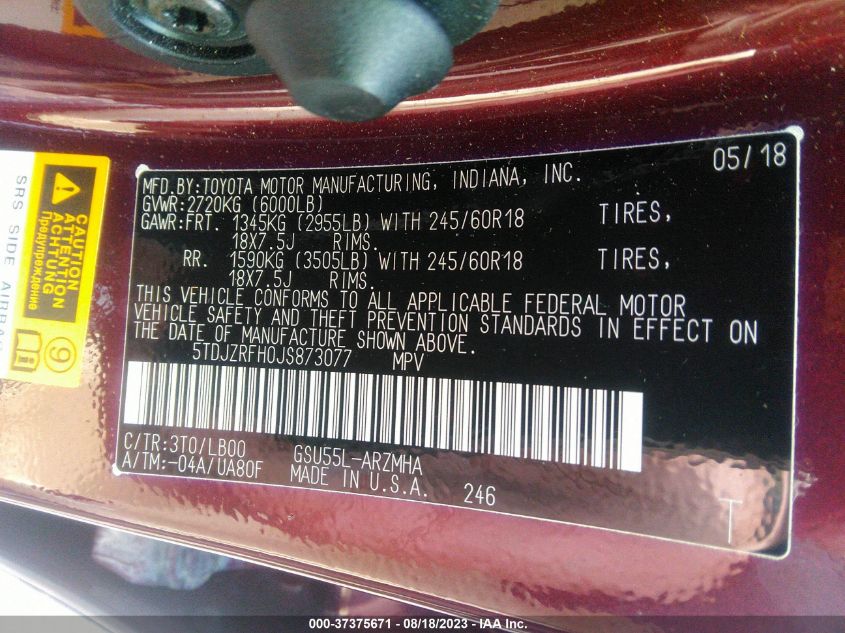 05/18
MFD.BY:TOYOTA MOTOR MANUFACTURING, INDIANA, INC.
GVWR:2720KG (6000LB)
GAWR:FRT. 1345KG (2955LB) WITH 245/60R18 TIRES,
18X7.5J RIMS.
RR. 1590KG (3505LB) WITH 245/60R18 TIRES,
18X7.5J RIMS.
THIS VEHICLE CONFORMS TO ALL APPLICABLE FEDERAL MOTOR
VEHICLE SAFETY AND THEFT PREVENTION STANDARDS IN EFFECT ON
THE DATE OF MANUFACTURE SHOWN ABOVE.
5TDJZRFH0JS873077 MPV
C/TR:3T0/LB00 GSU55L-ARZMHA
A/TM:-04A/UA80F MADE IN U.S.A. 246
T
CAUTION
ATTENTION
ACHTUNG
Предупреждение
9
SRS SIDE AIRBAG
000-37375671 - 08/18/2023 - IAA Inc.